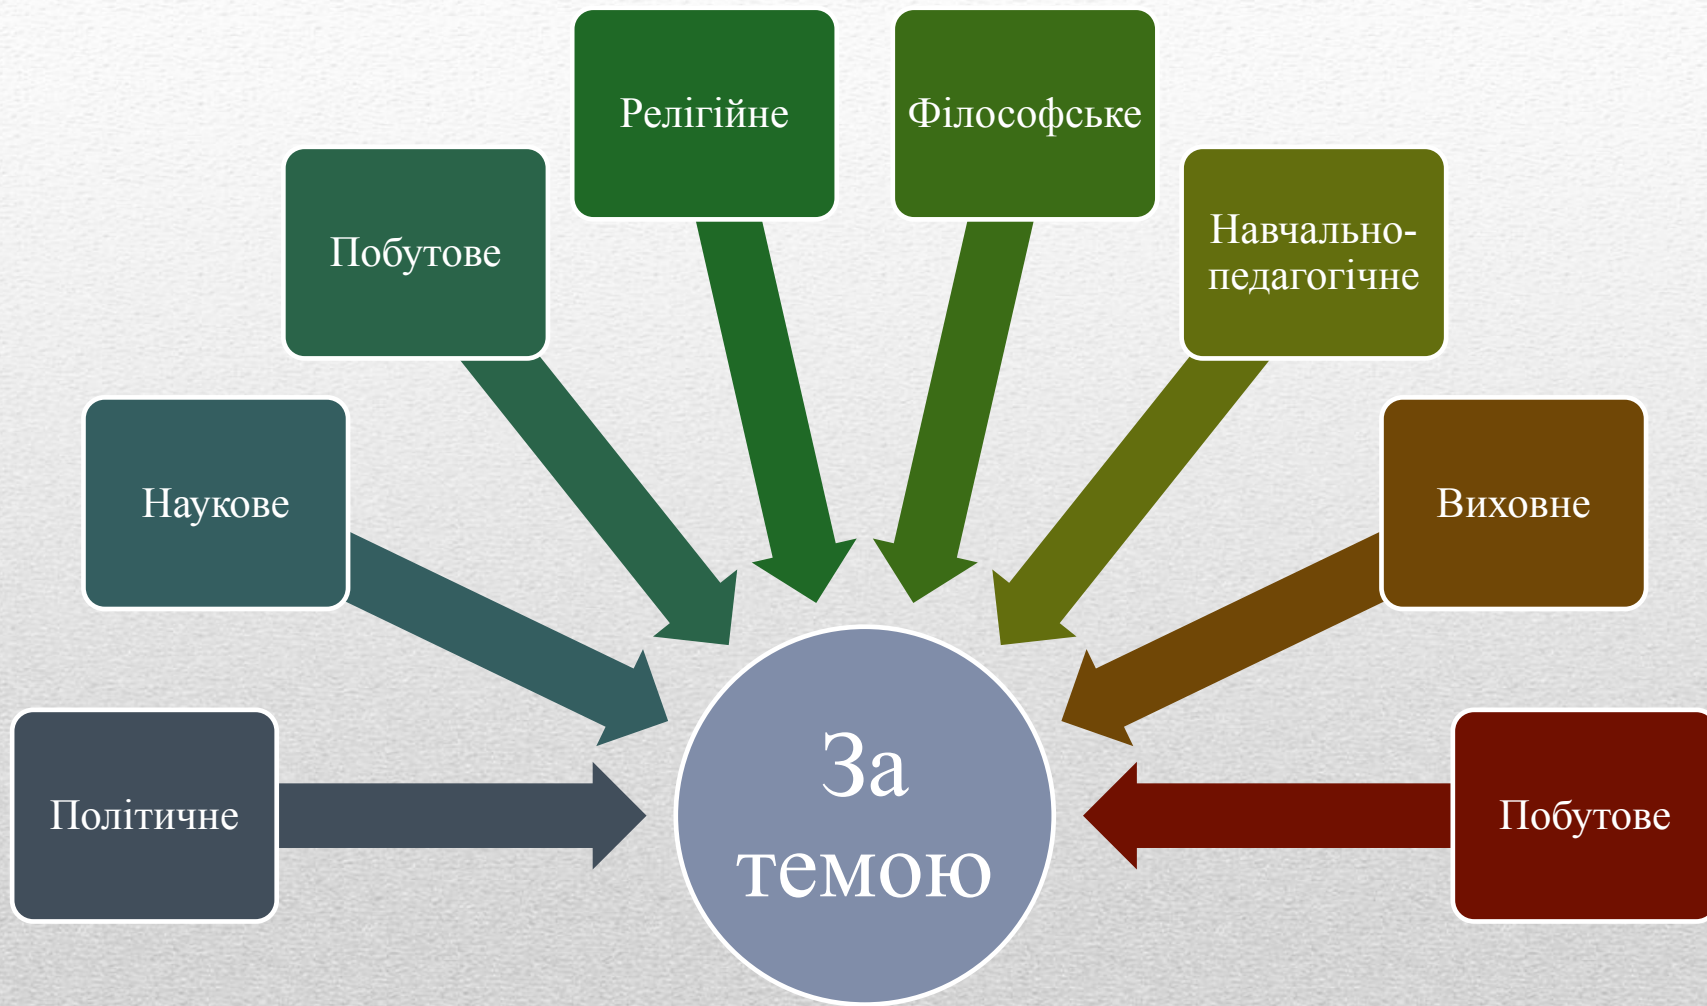 Релігійне
Філософське
Побутове
Навчально-
педагогічне
Наукове
Виховне
Політичне
За
темою
Побутове